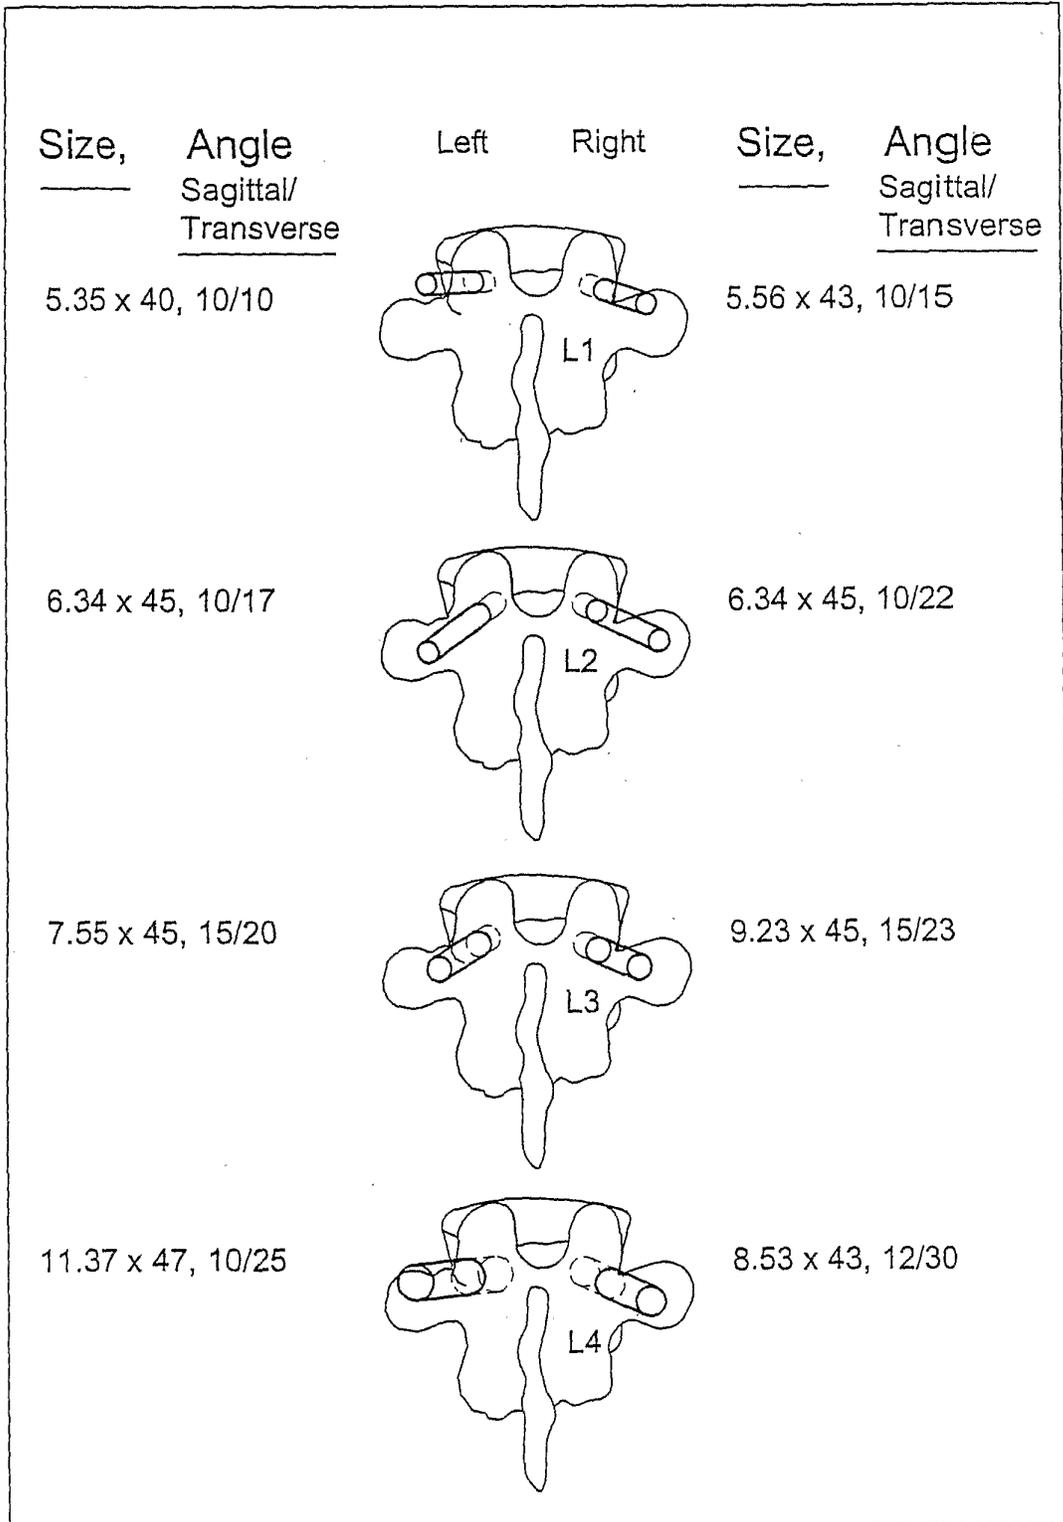 Size, Angle Left Right Size, Angle
Sagittal/ Sagittal/
Transverse Transverse
5.35 x 40, 10/10 5.56 x 43, 10/15
L1
6.34 x 45, 10/17 6.34 x 45, 10/22
L2
7.55 x 45, 15/20 9.23 x 45, 15/23
L3
11.37 x 47, 10/25 8.53 x 43, 12/30
L4